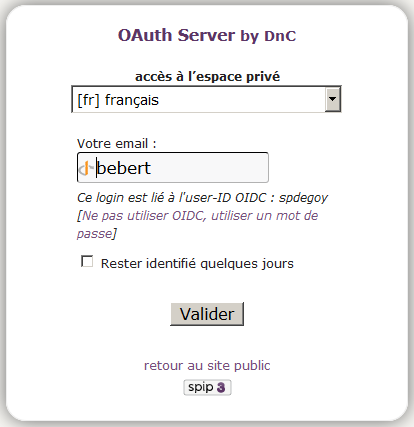 OAuth Server by DnC
accès à l’espace privé
[fr] français
Votre email :
bebert
Ce login est lié à l'user-ID OIDC : spdegoy
[Ne pas utiliser OIDC, utiliser un mot de
passe]
Rester identifié quelques jours
Valider
retour au site public
spip 3